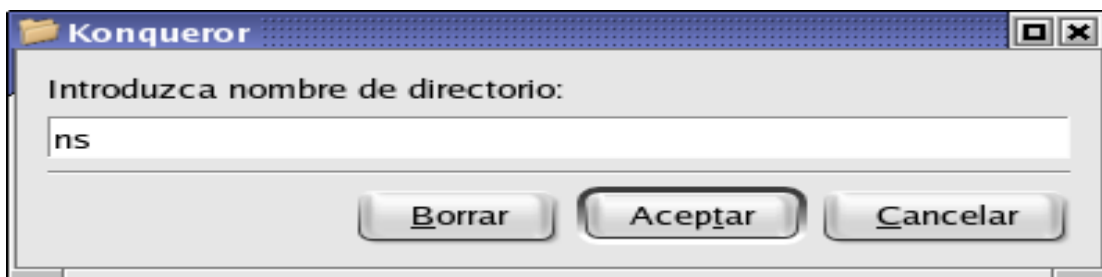 Konqueror
Introduzca nombre de directorio:
ns
Borrar Aceptar Cancelar